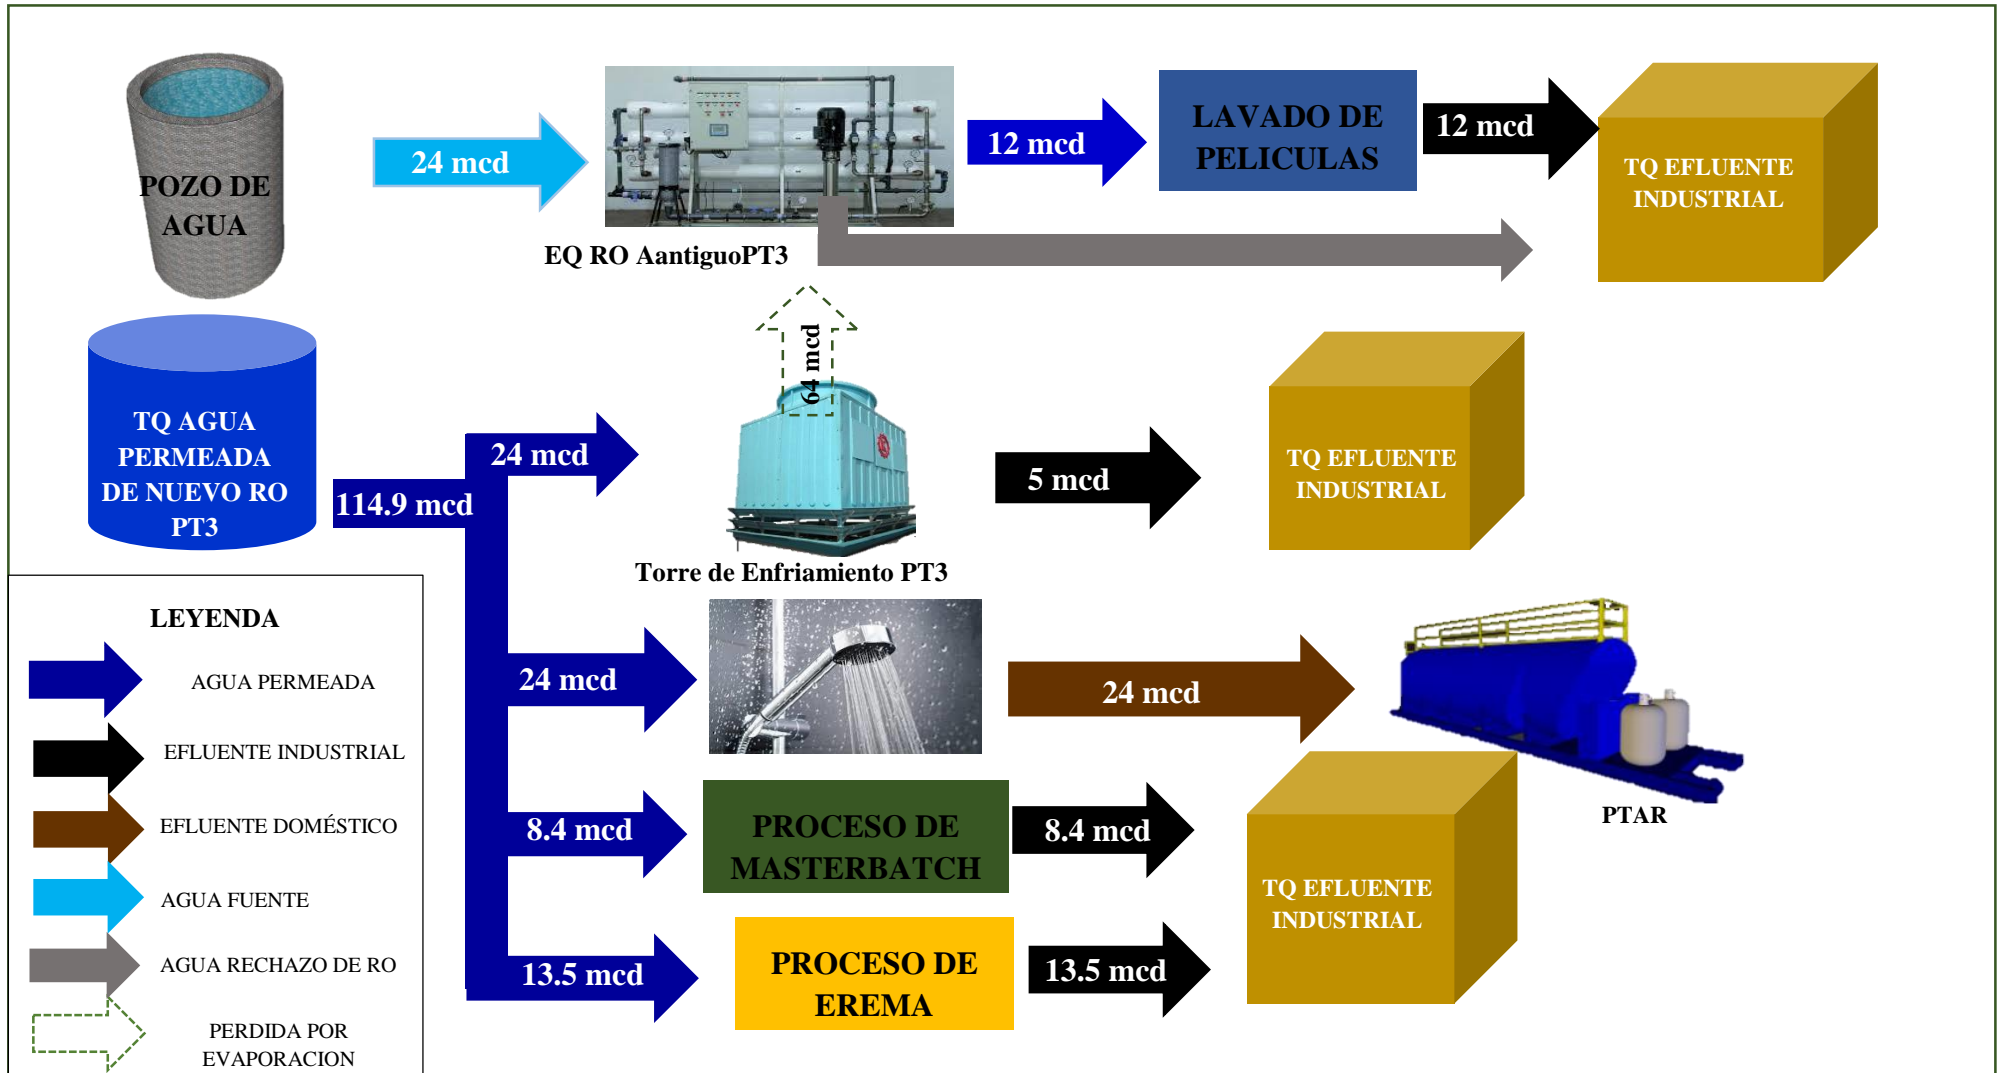 POZO DE
AGUA
24 mcd
EQ RO AantiguoPT3
12 mcd
LAVADO DE
PELICULAS
12 mcd
TQ EFLUENTE
INDUSTRIAL
TQ AGUA
PERMEADA
DE NUEVO RO
PT3
114.9 mcd
24 mcd
64 mcd
Torre de Enfriamiento PT3
5 mcd
TQ EFLUENTE
INDUSTRIAL
24 mcd
24 mcd
PTAR
8.4 mcd
PROCESO DE
MASTERBATCH
8.4 mcd
TQ EFLUENTE
INDUSTRIAL
13.5 mcd
PROCESO DE
EREMA
13.5 mcd
LEYENDA
AGUA PERMEADA
EFLUENTE INDUSTRIAL
EFLUENTE DOMÉSTICO
AGUA FUENTE
AGUA RECHAZO DE RO
PERDIDA POR
EVAPORACION